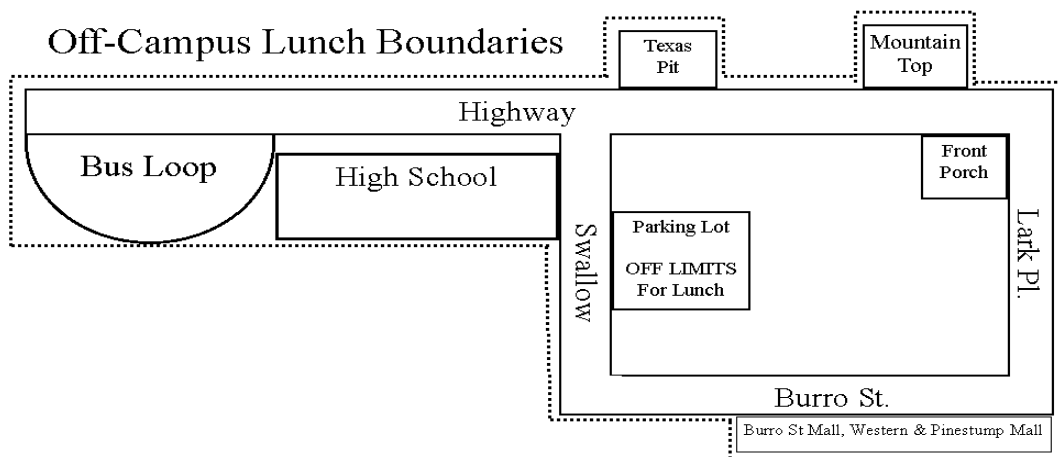 Off-Campus Lunch Boundaries
Texas
Pit
Mountain
Top
Highway
Bus Loop
High School
Front
Porch
Swallow
Parking Lot
OFF LIMITS
For Lunch
Lark Pl.
Burro St.
Burro St Mall, Western & Pinestump Mall